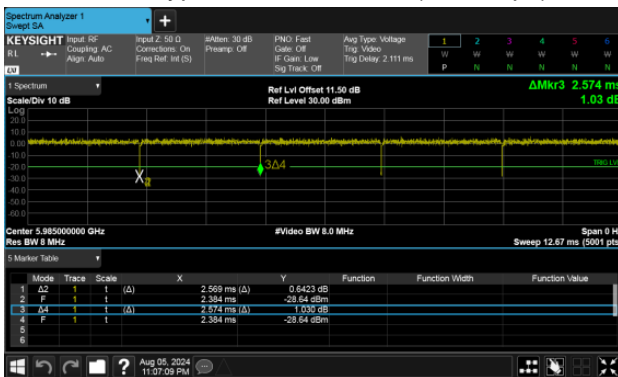 Spectrum Analyzer 1
Swept SA
+
KEYSIGHT Input: RF Input Z: 50 Ω #Atten: 30 dB PNO: Fast Avg Type: Voltage 1 2 3 4 5 6
RL Coupling: AC Corrections: On Preamp: Off Gate: Off Trig: Video W W W W W W
Align: Auto Freq Ref: Int (S) IF Gain: Low Trig Delay: 2.111 ms
Sig Track: Off P N N N N N
LXI
1 Spectrum ΔMkr3 2.574 ms
Ref Lvl Offset 11.50 dB
Scale/Div 10 dB Ref Level 30.00 dBm 1.03 dB
Log
20.0
10.0
0.00
-10.0
-20.0 3Δ4 TRIG LVL
-30.0 X2
-40.0
-50.0
-60.0
Center 5.985000000 GHz #Video BW 8.0 MHz Span 0 H
Res BW 8 MHz Sweep 12.67 ms (5001 pts
5 Marker Table
Mode Trace Scale X Y Function Function Width Function Value
1 Δ2 1 t (Δ) 2.569 ms (Δ) 0.6423 dB
2 F 1 t 2.384 ms -28.64 dBm
3 Δ4 1 t (Δ) 2.574 ms (Δ) 1.030 dB
4 F 1 t 2.384 ms -28.64 dBm
5
6
? Aug 05, 2024
11:07:09 PM